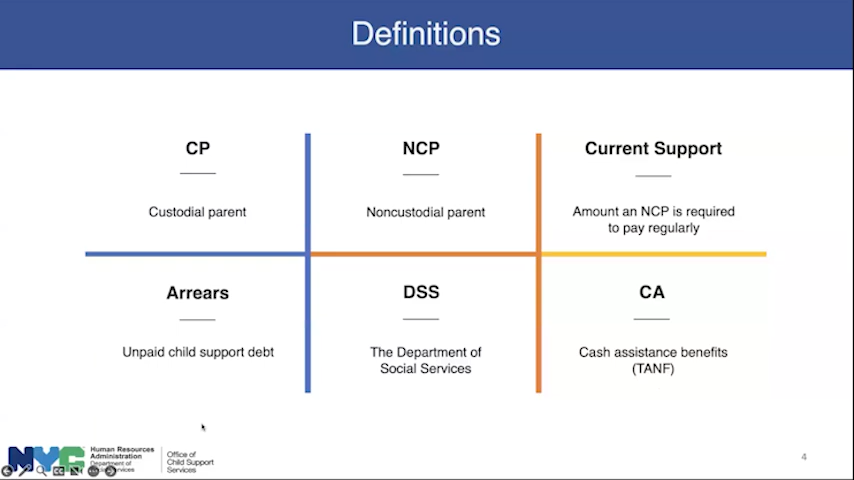 Definitions
CP
Custodial parent
NCP
Noncustodial parent
Current Support
Amount an NCP is required
to pay regularly
Arrears
Unpaid child support debt
DSS
The Department of
Social Services
CA
Cash assistance benefits
(TANF)
NYC
Human Resources
Administration
Department of
Social Services
Office of
Child Support
Services
4